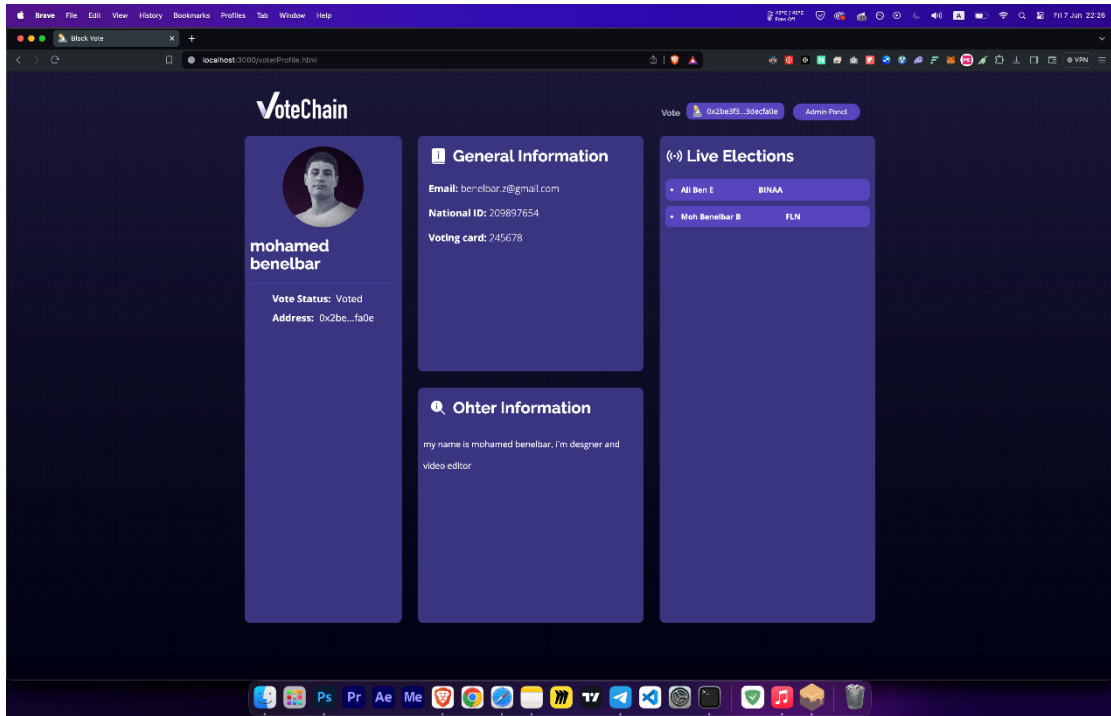 Brave File Edit View History Bookmarks Profiles Tab Window Help
Fans Off
Fri 7 Jun 22:26
Block Vote
localhost:3000/voterProfile.html
VPN
VoteChain
Vote 0x2be3f3...3decfa0e Admin Panel
mohamed
benelbar
Vote Status: Voted
Address: 0x2be...fa0e
General Information
Email: benelbar.z@gmail.com
National ID: 209897654
Voting card: 245678
Ohter Information
my name is mohamed benelbar, i'm desgner and
video editor
Live Elections
Ali Ben E BINAA
Moh Benelbar B FLN
Ps Pr Ae Me